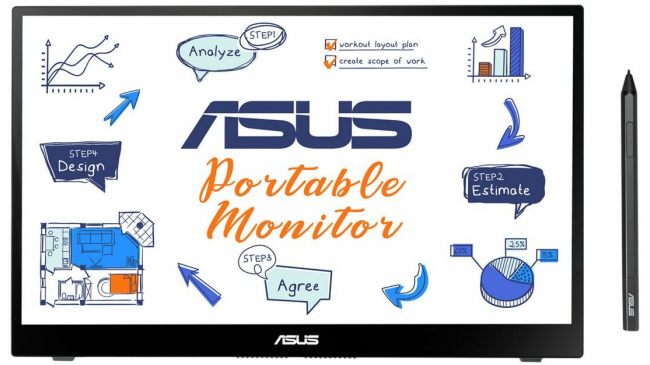 STEP1
Analyze
workout layout plan
create scope of work
ASUS
Portable
Monitor
STEP4
Design
STEP2
Estimate
STEP3
Agree
25%
ASUS
ASUS